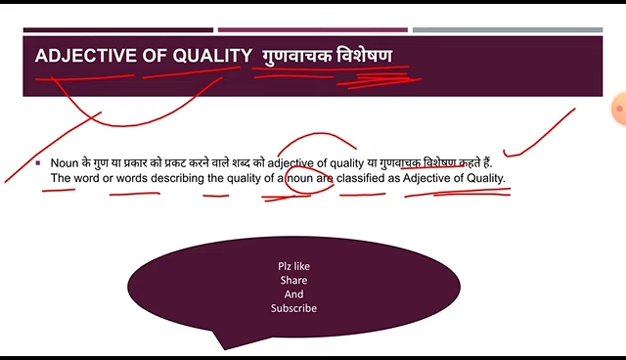 ADJECTIVE OF QUALITY गुणवाचक विशेषण
Noun के गुण या प्रकार को प्रकट करने वाले शब्द को adjective of quality या गुणवाचक विशेषण कहते हैं.
The word or words describing the quality of a noun are classified as Adjective of Quality.
Plz like
Share
And
Subscribe